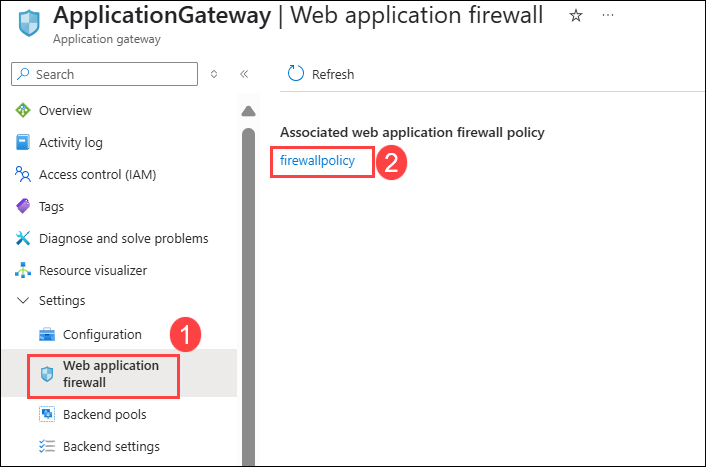 ApplicationGateway | Web application firewall
Application gateway
Search
Refresh
Overview
Activity log
Access control (IAM)
Tags
Diagnose and solve problems
Resource visualizer
Settings
Configuration
1
Web application
firewall
Backend pools
Backend settings
Associated web application firewall policy
firewallpolicy 2